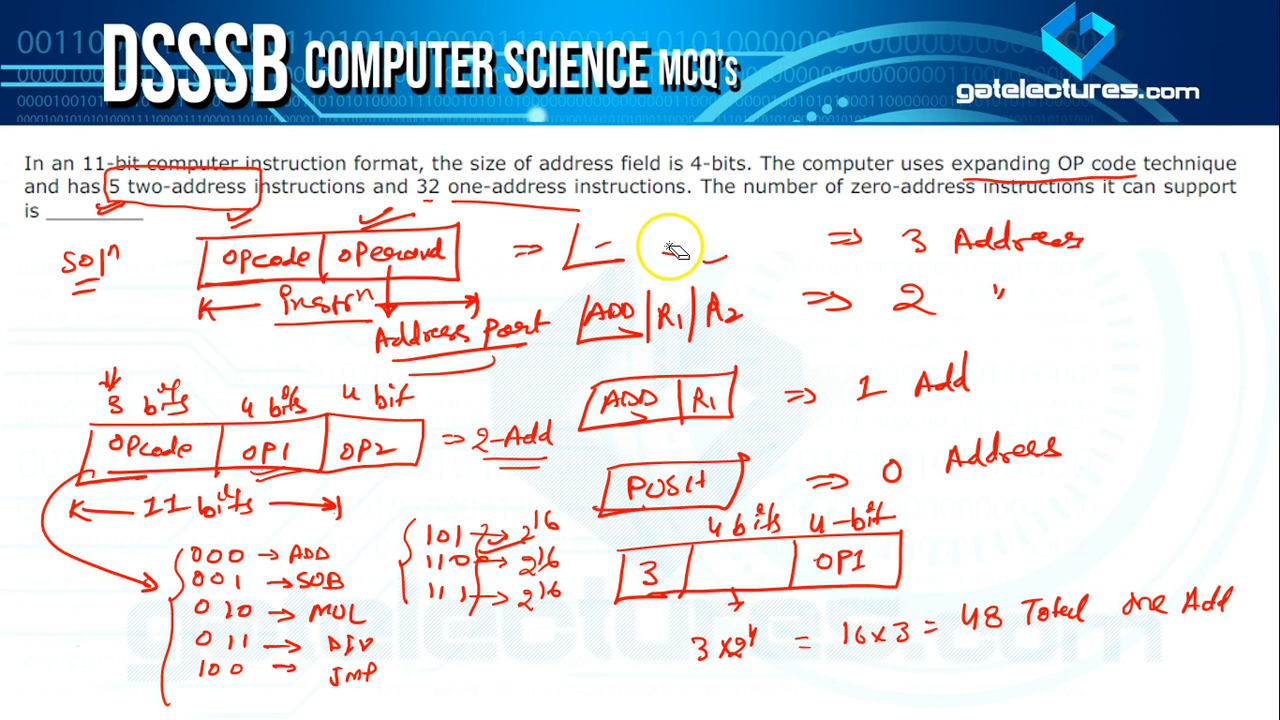 DSSSB COMPUTER SCIENCE MCQ's
gatelectures.com
In an 11-bit computer instruction format, the size of address field is 4-bits. The computer uses expanding OP code technique
and has 5 two-address instructions and 32 one-address instructions. The number of zero-address instructions it can support
is __________
Solⁿ
Opcode | OPerand ⇒ ⇒ 3 Address
Instrⁿ
Address Part
ADD | R1 | R2 ⇒ 2 "
ADD | R1 ⇒ 1 Add
3 bits 4 bits 4 bit
OPcode | OP1 | OP2 ⇒ 2-Add
11 bits
PUSH ⇒ 0 Address
4 bits 4-bit
3 | | OP1
3 x 2⁴ = 16 x 3 = 48 Total one Add
000 → ADD
001 → SUB
010 → MUL
011 → DIV
100 → JMP
101 → 2^16
110 → 2^16
111 → 2^16